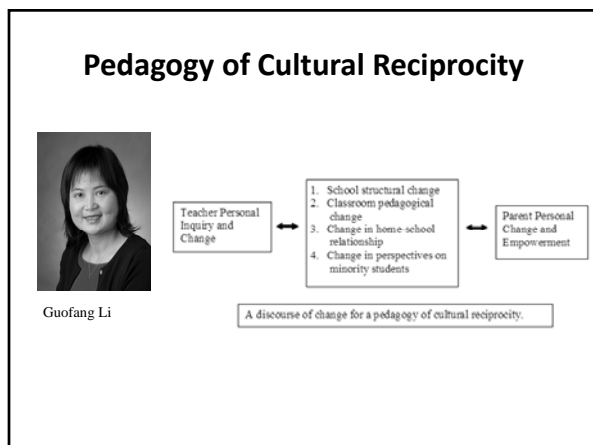 Pedagogy of Cultural Reciprocity
Teacher Personal
Inquiry and
Change
1. School structural change
2. Classroom pedagogical
change
3. Change in home-school
relationship
4. Change in perspectives on
minority students
Parent Personal
Change and
Empowerment
Guofang Li
A discourse of change for a pedagogy of cultural reciprocity.